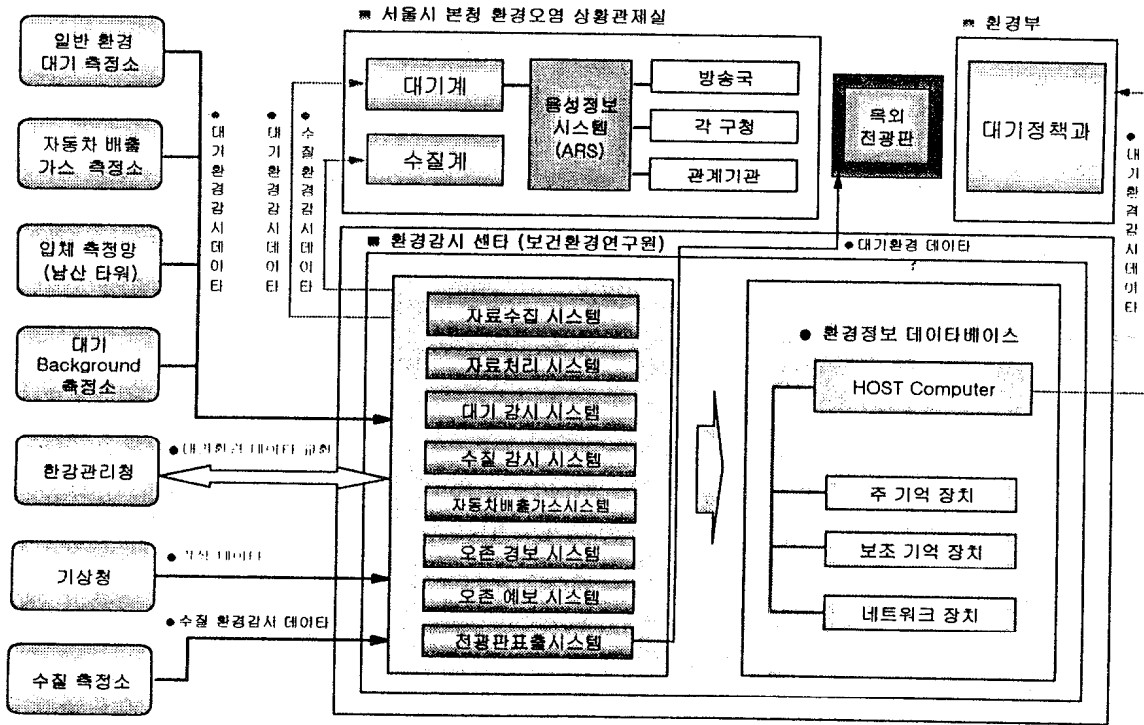 일반 환경
대기 측정소
자동차 배출
가스 측정소
입체 측정망
(남산 타워)
대기
Background
측정소
한강관리청
기상청
수질 측정소
● 대기환경감시데이타
● 대기환경감시데이타
● 수질환경감시데이타
● 대기환경 데이타 교환
데이타
● 수질 환경감시 데이타
■ 서울시 본청 환경오염 상황관제실
대기계
수질계
음성정보
시스템
(ARS)
방송국
각 구청
관계기관
옥외
전광판
■ 환경부
대기정책과
● 대기환경감시데이타
■ 환경감시 센타 (보건환경연구원)
● 대기환경 데이타
자료수집 시스템
자료처리 시스템
대기 감시 시스템
수질 감시 시스템
자동차배출가스시스템
오존 경보 시스템
오존 예보 시스템
전광판표출시스템
● 환경정보 데이타베이스
HOST Computer
주 기억 장치
보조 기억 장치
네트워크 장치